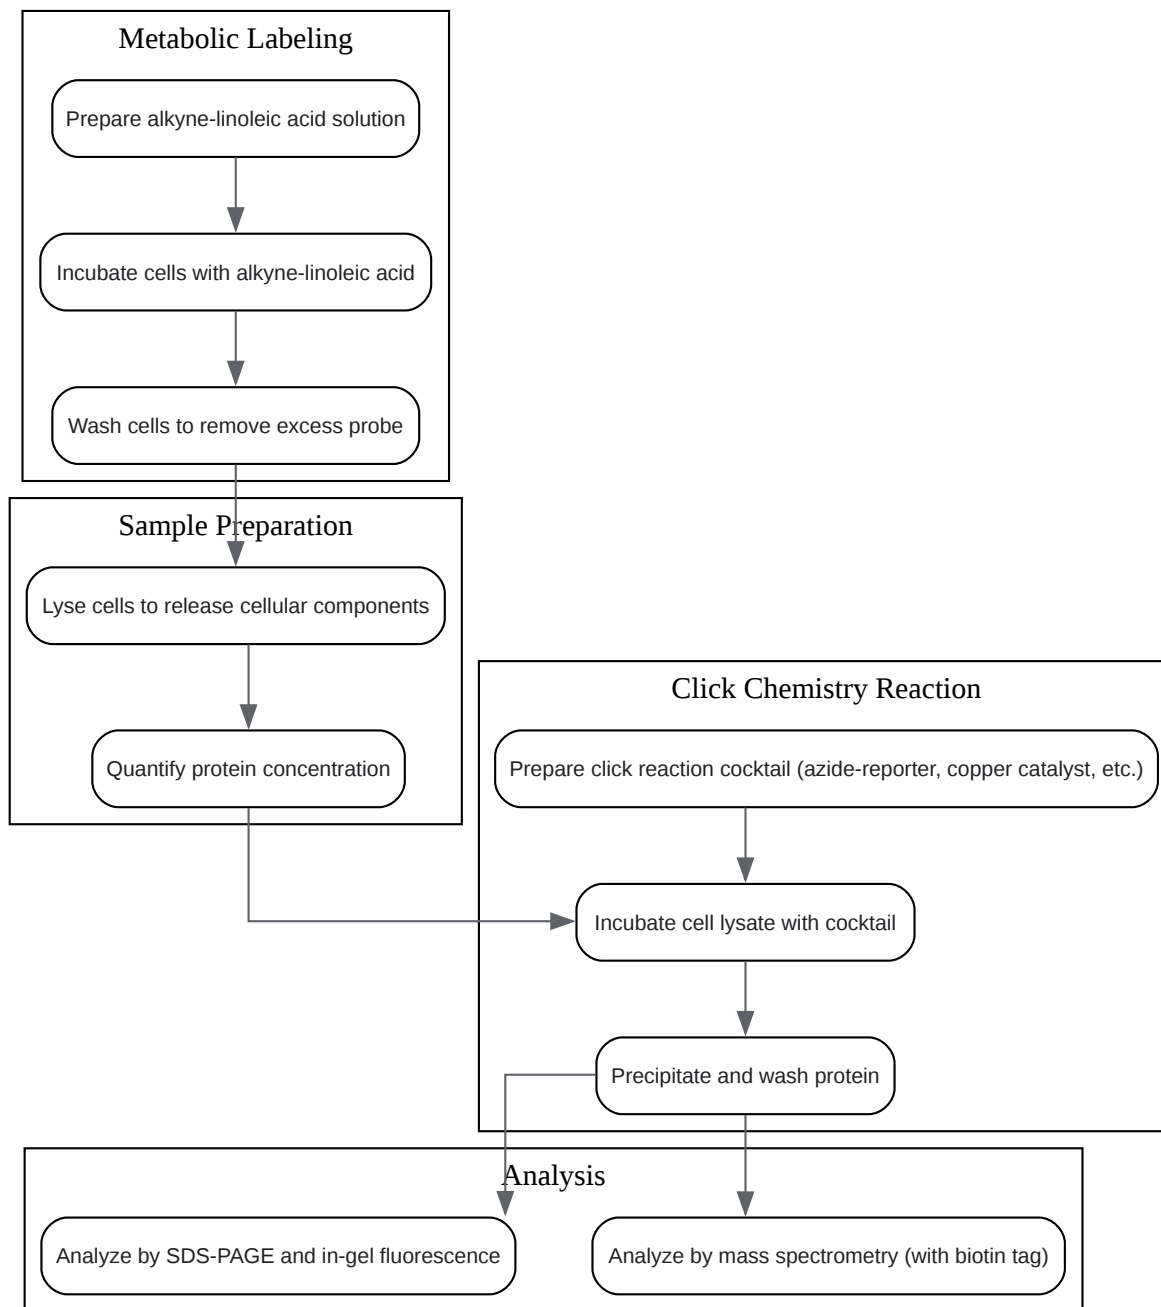 Metabolic Labeling
Prepare alkyne-linoleic acid solution
Incubate cells with alkyne-linoleic acid
Wash cells to remove excess probe
Sample Preparation
Lyse cells to release cellular components
Quantify protein concentration
Click Chemistry Reaction
Prepare click reaction cocktail (azide-reporter, copper catalyst, etc.)
Incubate cell lysate with cocktail
Precipitate and wash protein
Analysis
Analyze by SDS-PAGE and in-gel fluorescence
Analyze by mass spectrometry (with biotin tag)